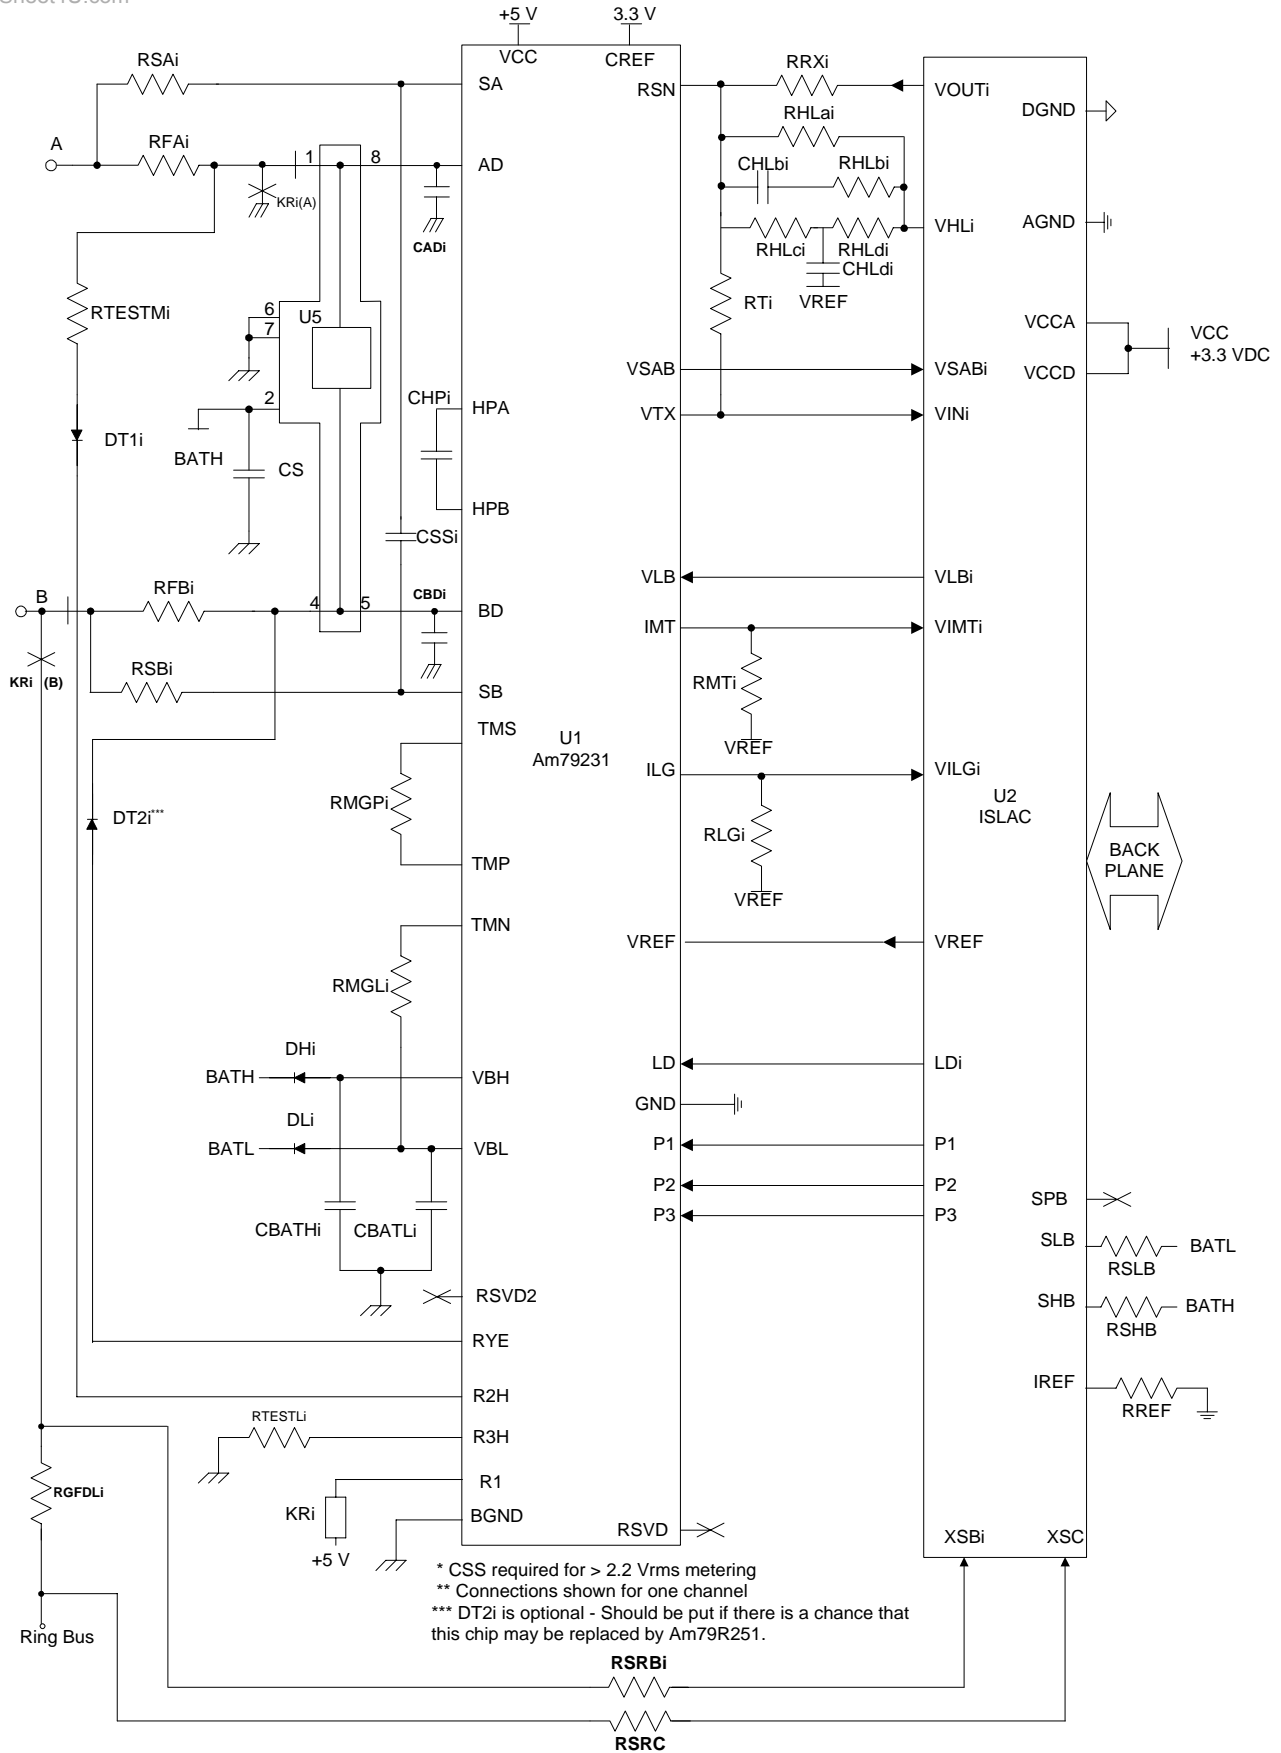 +5 V
3.3 V
VCC
CREF
RSAi
SA
RSN
RRXi
VOUTi
DGND
RHLai
A
RFAi
1
8
AD
CHLbi
RHLbi
KRi(A)
CADi
VHLi
AGND
RHLci
RHLdi
CHLdi
VREF
RTi
RTESTMi
6
7
U5
VCCA
VCC
+3.3 VDC
VCCD
VSAB
VSABi
2
CHPi
HPA
VTX
VINi
DT1i
BATH
CS
HPB
CSSi
VLB
VLBi
B
RFBi
4
5
CBDi
BD
IMT
VIMTi
KRi (B)
RSBi
SB
RMTi
VREF
TMS
U1
Am79231
ILG
VILGi
RMGPi
U2
ISLAC
DT2i***
RLGi
BACK
PLANE
TMP
VREF
TMN
VREF
VREF
RMGLi
DHi
BATH
VBH
LD
LDi
GND
DLi
BATL
VBL
P1
P1
P2
P2
P3
P3
SPB
CBATHi
CBATLi
SLB
RSLB
BATL
RSVD2
SHB
RSHB
BATH
RYE
R2H
IREF
RREF
RTESTLi
R3H
RGFDLi
R1
KRi
+5 V
BGND
RSVD
XSBi
XSC
* CSS required for > 2.2 Vrms metering
** Connections shown for one channel
*** DT2i is optional - Should be put if there is a chance that
this chip may be replaced by Am79R251.
Ring Bus
RSRBi
RSRC